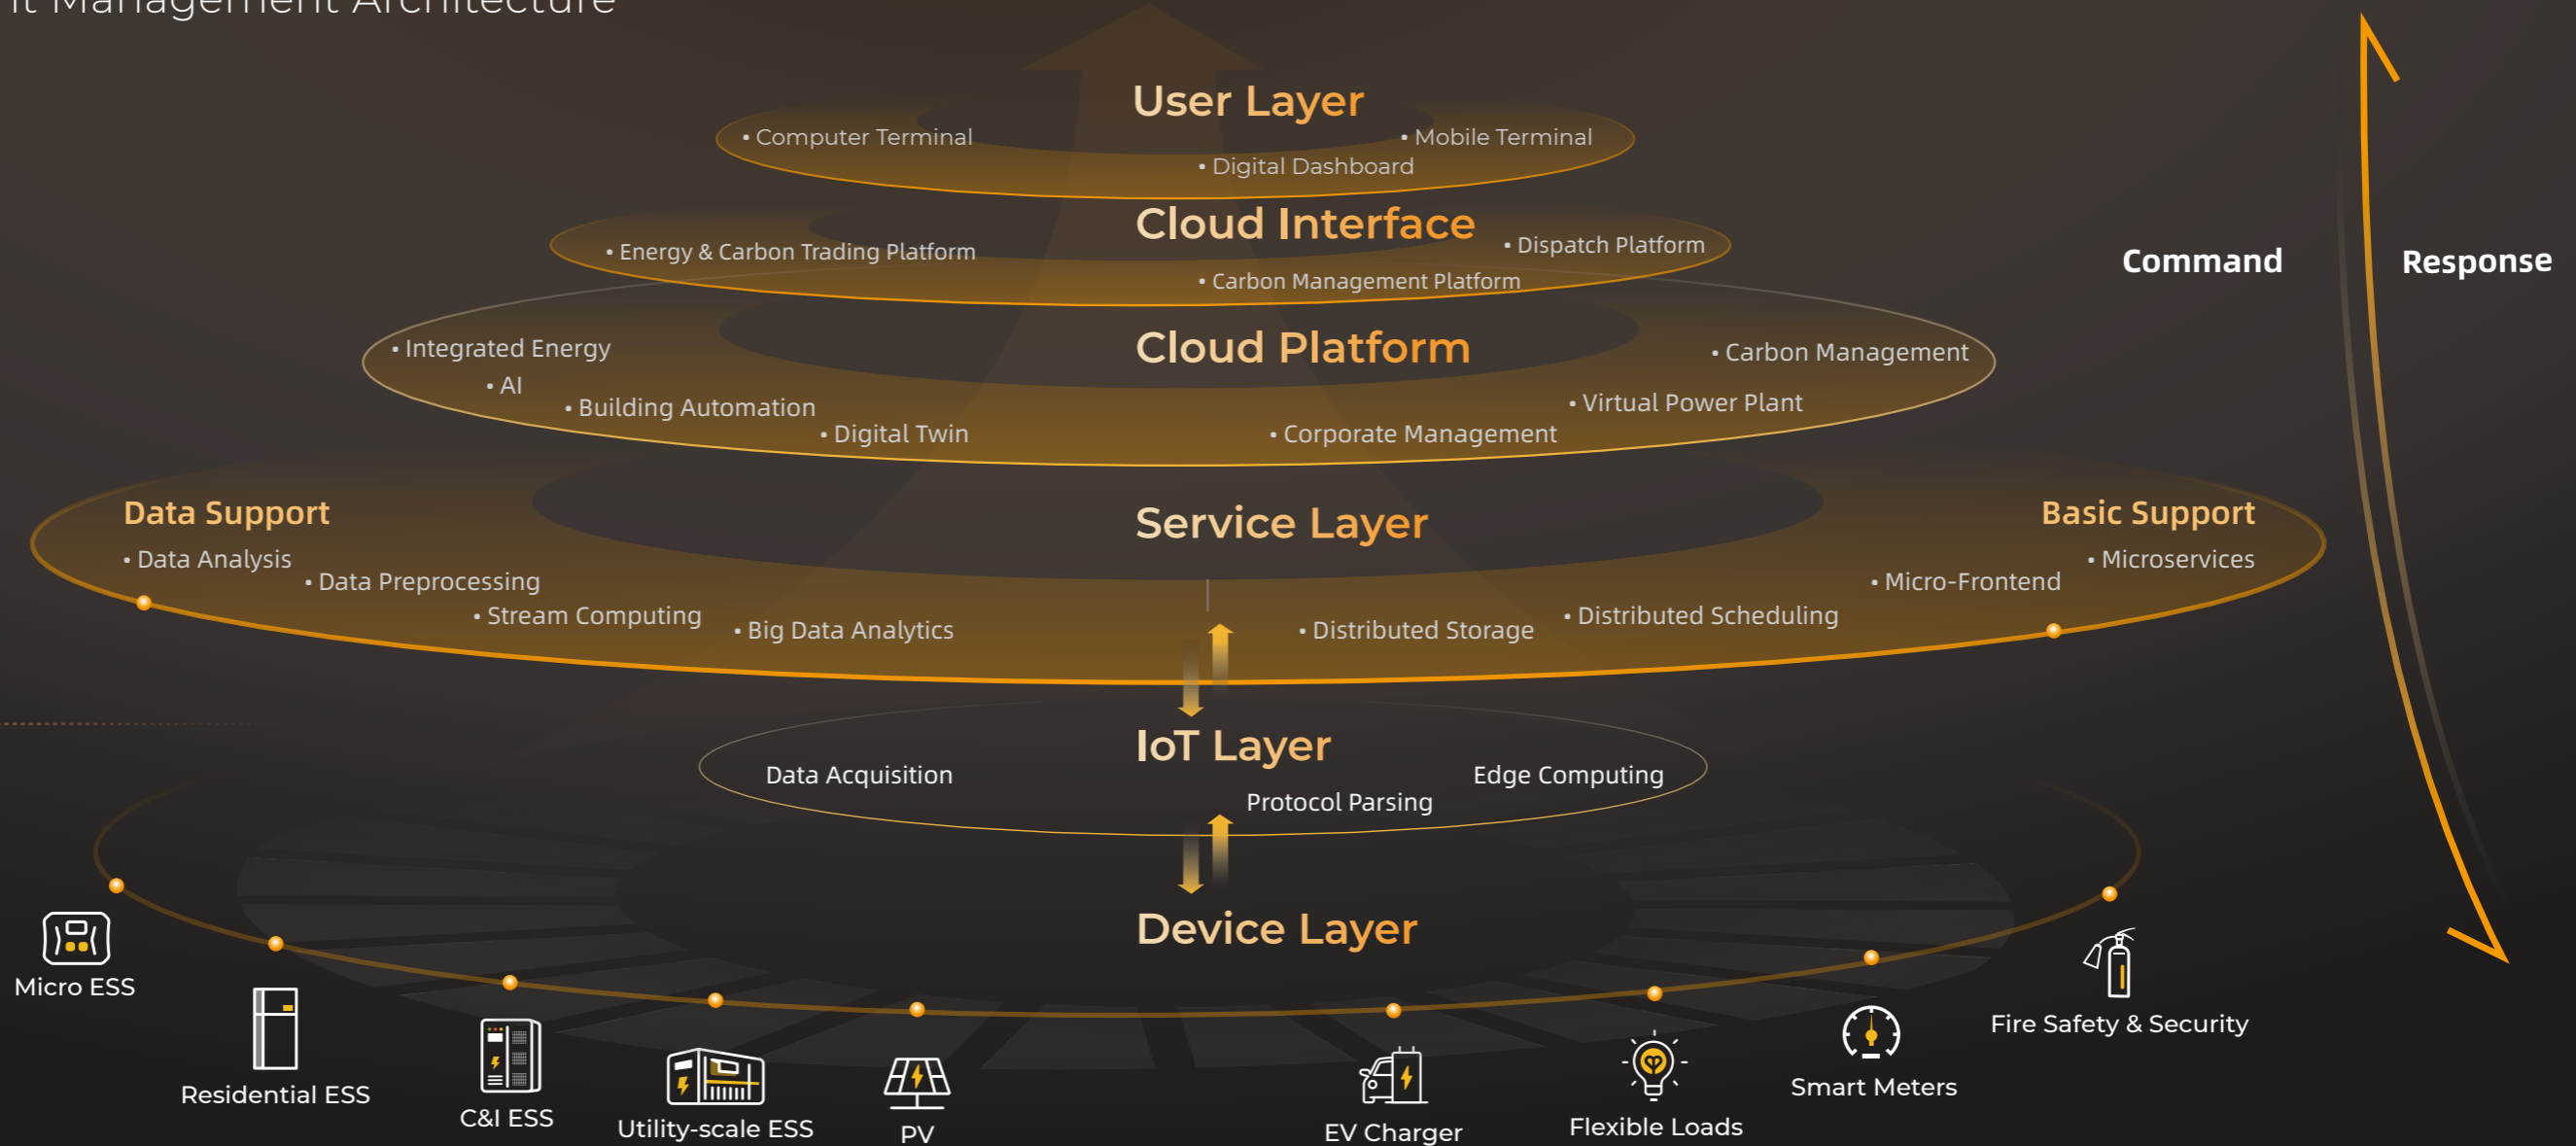 it Management Architecture
User Layer
• Computer Terminal
• Mobile Terminal
• Digital Dashboard
Cloud Interface
• Energy & Carbon Trading Platform
• Dispatch Platform
• Carbon Management Platform
Command
Response
Cloud Platform
• Integrated Energy
• AI
• Building Automation
• Digital Twin
• Corporate Management
• Virtual Power Plant
• Carbon Management
Service Layer
Data Support
• Data Analysis
• Data Preprocessing
• Stream Computing
• Big Data Analytics
Basic Support
• Microservices
• Micro-Frontend
• Distributed Scheduling
• Distributed Storage
IoT Layer
Data Acquisition
Protocol Parsing
Edge Computing
Device Layer
Micro ESS
Residential ESS
C&I ESS
Utility-scale ESS
PV
EV Charger
Flexible Loads
Smart Meters
Fire Safety & Security